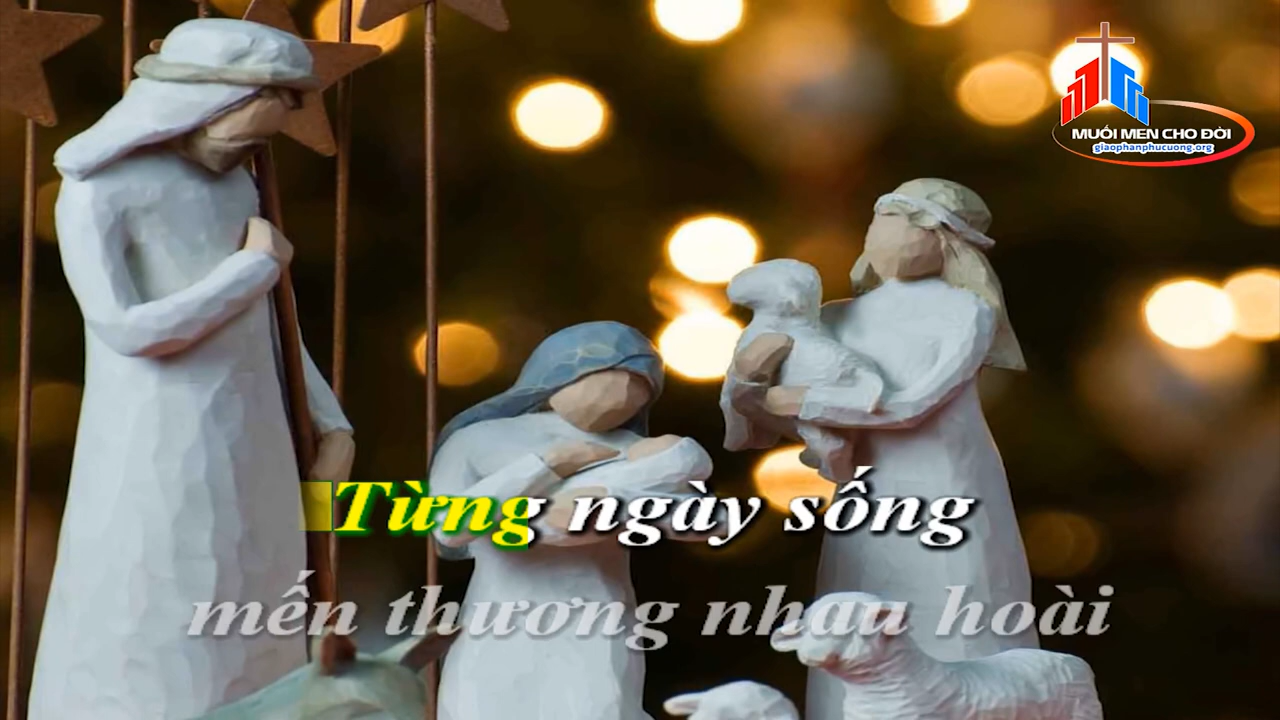 MUỐI MEN CHO ĐỜI
giaophanphucuong.org
Từng ngày sống
mến thương nhau hoài